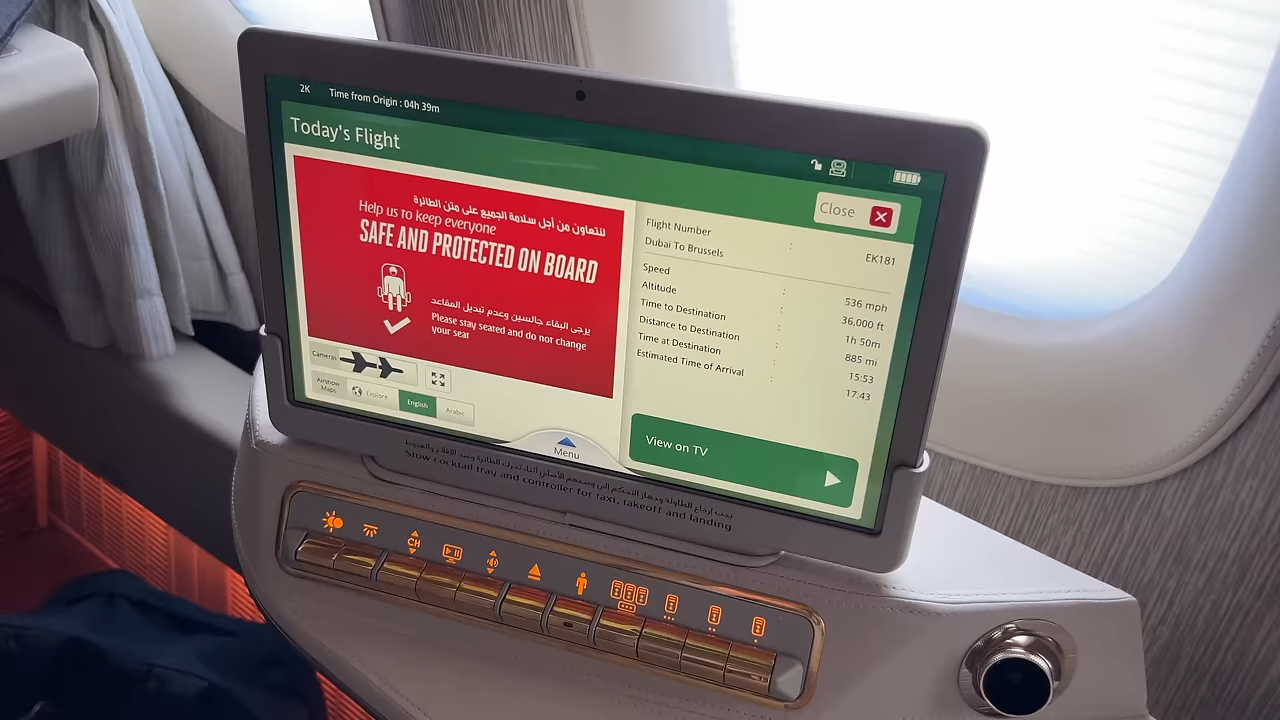 2K Time from Origin : 04h 39m
Today's Flight
Close
للتعاون من أجل سلامة الجميع على متن الطائرة
Help us to keep everyone
SAFE AND PROTECTED ON BOARD
يرجى البقاء جالسين وعدم تبديل المقاعد
Please stay seated and do not change
your seat
Flight Number : EK181
Dubai To Brussels
Speed : 536 mph
Altitude : 36,000 ft
Time to Destination : 1h 50m
Distance to Destination : 885 mi
Time at Destination : 15:53
Estimated Time of Arrival : 17:43
View on TV
Cameras
Airshow
Maps
Explore
English
Arabic
Menu
Stow cocktail tray and controller for taxi, takeoff and landing
CH